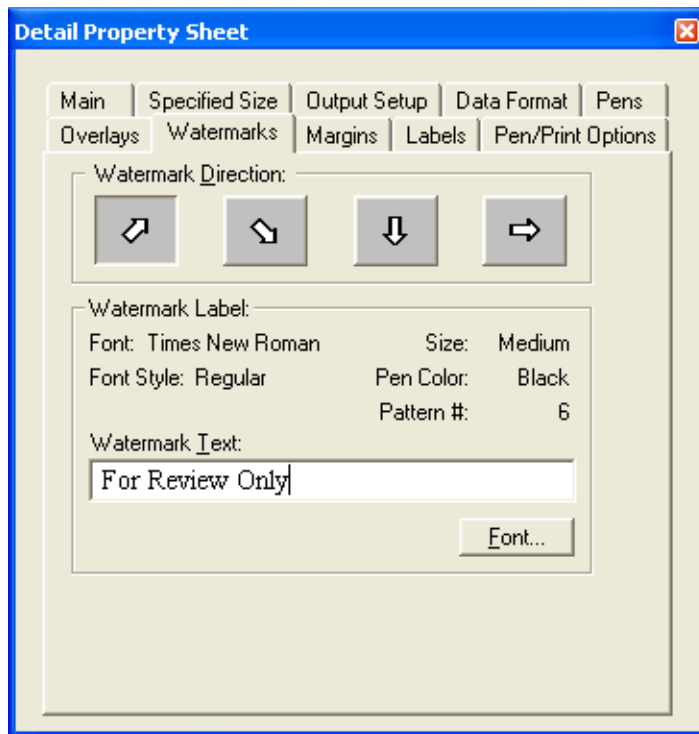 Detail Property Sheet
Main Specified Size Output Setup Data Format Pens
Overlays Watermarks Margins Labels Pen/Print Options
Watermark Direction:
Watermark Label:
Font: Times New Roman Size: Medium
Font Style: Regular Pen Color: Black
Pattern #: 6
Watermark Text:
For Review Only
Font...